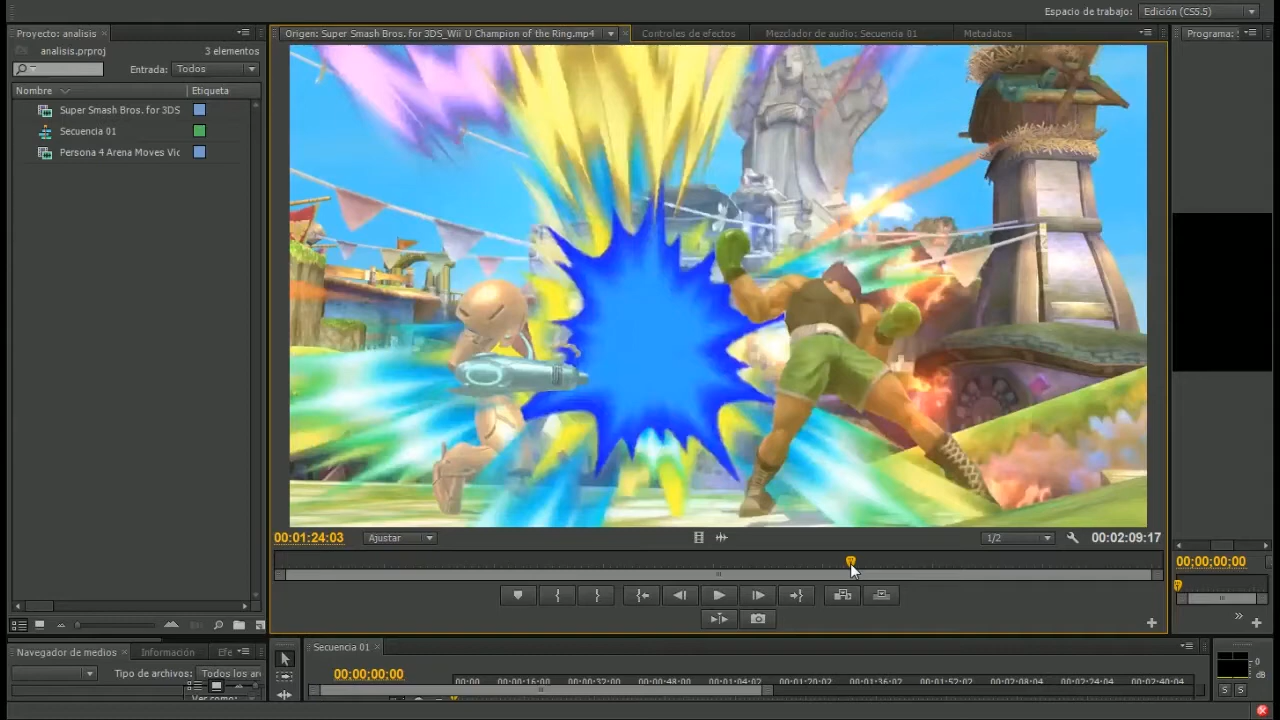 Espacio de trabajo: Edición (CS5.5)
Proyecto: analisis
Origen: Super Smash Bros. for 3DS_Wii U Champion of the Ring.mp4
Controles de efectos
Mezclador de audio: Secuencia 01
Metadatos
Programa:
analisis.prproj
3 elementos
Entrada: Todos
Nombre
Etiqueta
Super Smash Bros. for 3DS
Secuencia 01
Persona 4 Arena Moves Vic
00:01:24:03
Ajustar
1/2
00:02:09:17
00;00;00;00
Navegador de medios
Información
Efe
Tipo de archivos: Todos los arc
Ver como:
Secuencia 01
00:00;00;00
00:00
00:00:16:00
00:00:32:00
00:00:48:00
00:01:04:02
00:01:20:02
00:01:36:02
00:01:52:02
00:02:08:04
00:02:24:04
00:02:40:04
0
dB
S S